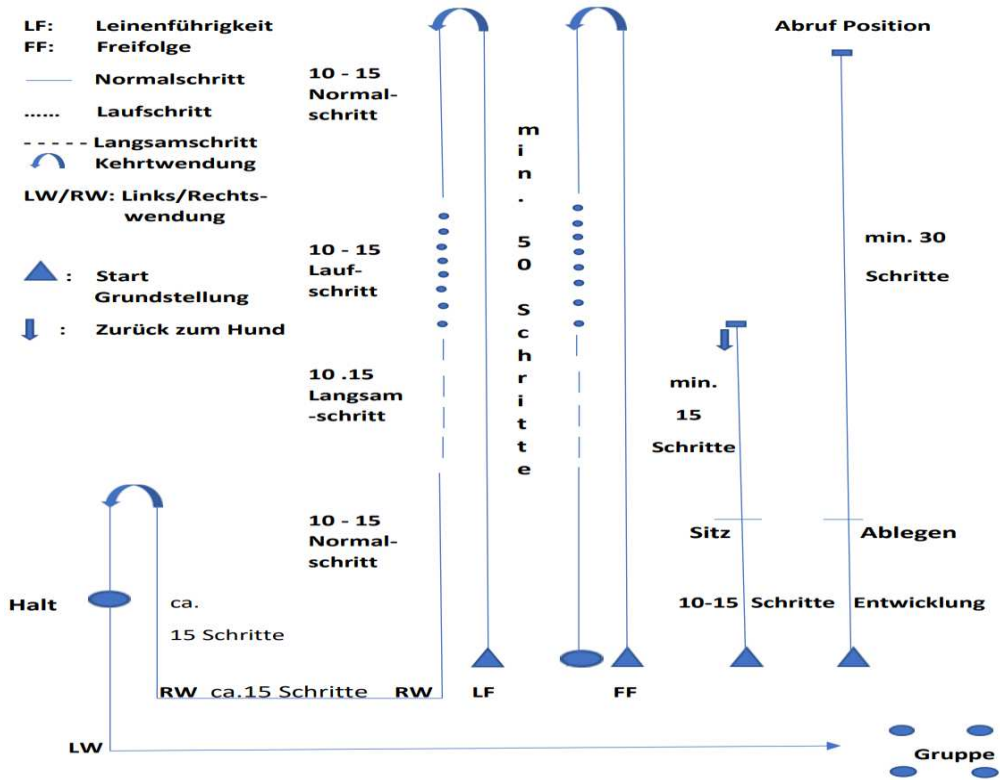 LF: Leinenführigkeit
FF: Freifolge
Normalschritt
...... Laufschritt
- - - - - Langsamschritt
Kehrtwendung
LW/RW: Links/Rechts-
wendung
: Start
Grundstellung
: Zurück zum Hund
10 - 15
Normal-
schritt
10 - 15
Lauf-
schritt
10 .15
Langsam
-schritt
10 - 15
Normal-
schritt
min. 50 Schritte
Abruf Position
min. 30
Schritte
min.
15
Schritte
Sitz
Ablegen
10-15 Schritte Entwicklung
Halt
ca.
15 Schritte
RW ca.15 Schritte RW
LF
FF
LW
Gruppe